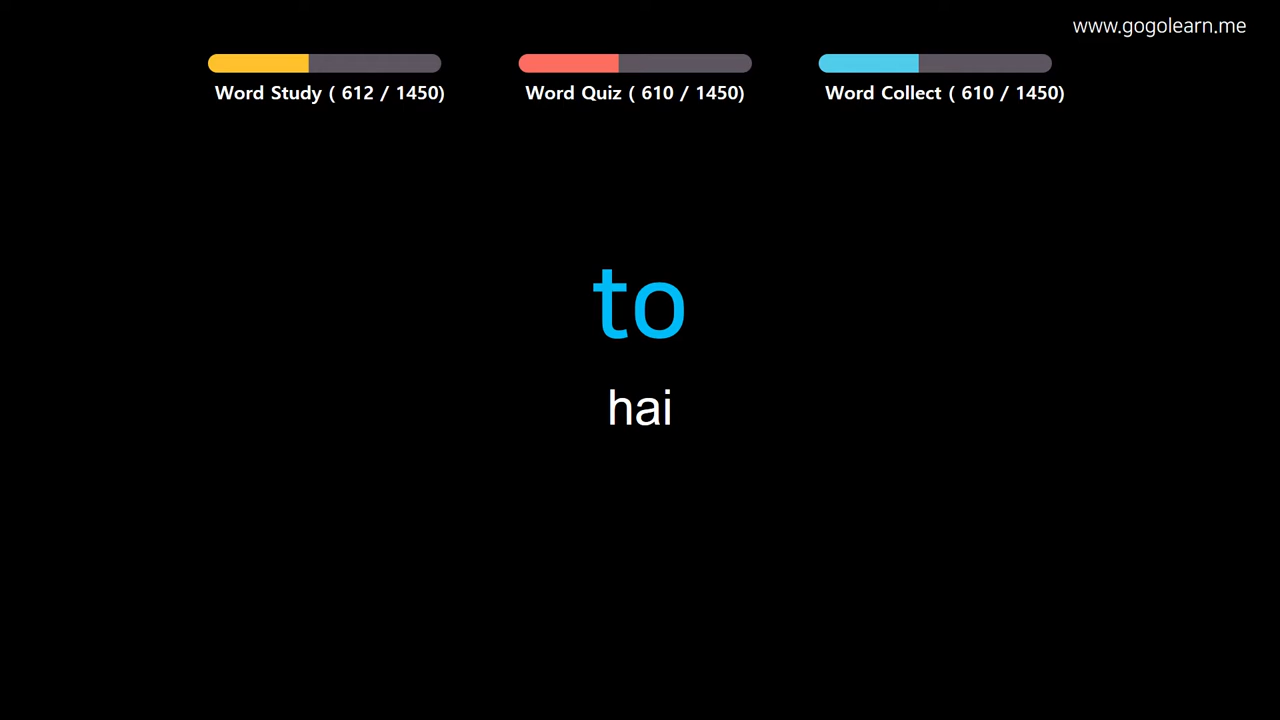 www.gogolearn.me
Word Study ( 612 / 1450)
Word Quiz ( 610 / 1450)
Word Collect ( 610 / 1450)
to
hai